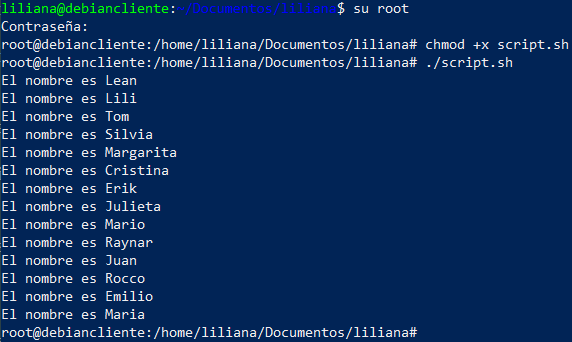 liliana@debiancliente:~/Documentos/liliana$ su root
Contraseña:
root@debiancliente:/home/liliana/Documentos/liliana# chmod +x script.sh
root@debiancliente:/home/liliana/Documentos/liliana# ./script.sh
El nombre es Lean
El nombre es Lili
El nombre es Tom
El nombre es Silvia
El nombre es Margarita
El nombre es Cristina
El nombre es Erik
El nombre es Julieta
El nombre es Mario
El nombre es Raynar
El nombre es Juan
El nombre es Rocco
El nombre es Emilio
El nombre es Maria
root@debiancliente:/home/liliana/Documentos/liliana#